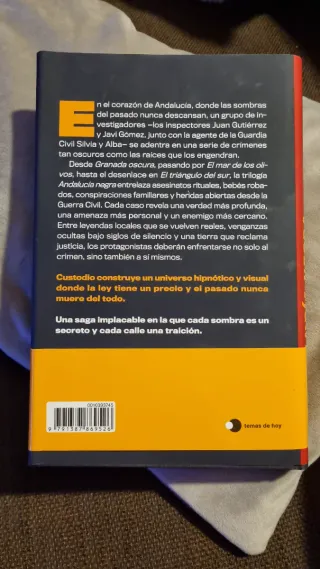 En el corazón de Andalucía, donde las sombras
del pasado nunca descansan, un grupo de in-
vestigadores –los inspectores Juan Gutiérrez
y Javi Gómez, junto con la agente de la Guardia
Civil Silvia y Alba– se adentra en una serie de crímenes
tan oscuros como las raíces que los engendran.
Desde Granada oscura, pasando por El mar de los oli-
vos, hasta el desenlace en El triángulo del sur, la trilogía
Andalucía negra entrelaza asesinatos rituales, bebés roba-
dos, conspiraciones familiares y heridas abiertas desde la
Guerra Civil. Cada caso revela una verdad más profunda,
una amenaza más personal y un enemigo más cercano.
Entre leyendas locales que se vuelven reales, venganzas
ocultas bajo siglos de silencio y una tierra que reclama
justicia, los protagonistas deberán enfrentarse no solo al
crimen, sino también a sí mismos.
Custodio construye un universo hipnótico y visual
donde la ley tiene un precio y el pasado nunca
muere del todo.
Una saga implacable en la que cada sombra es un
secreto y cada calle una traición.
0010399745
9 791387 869526
temas de hoy